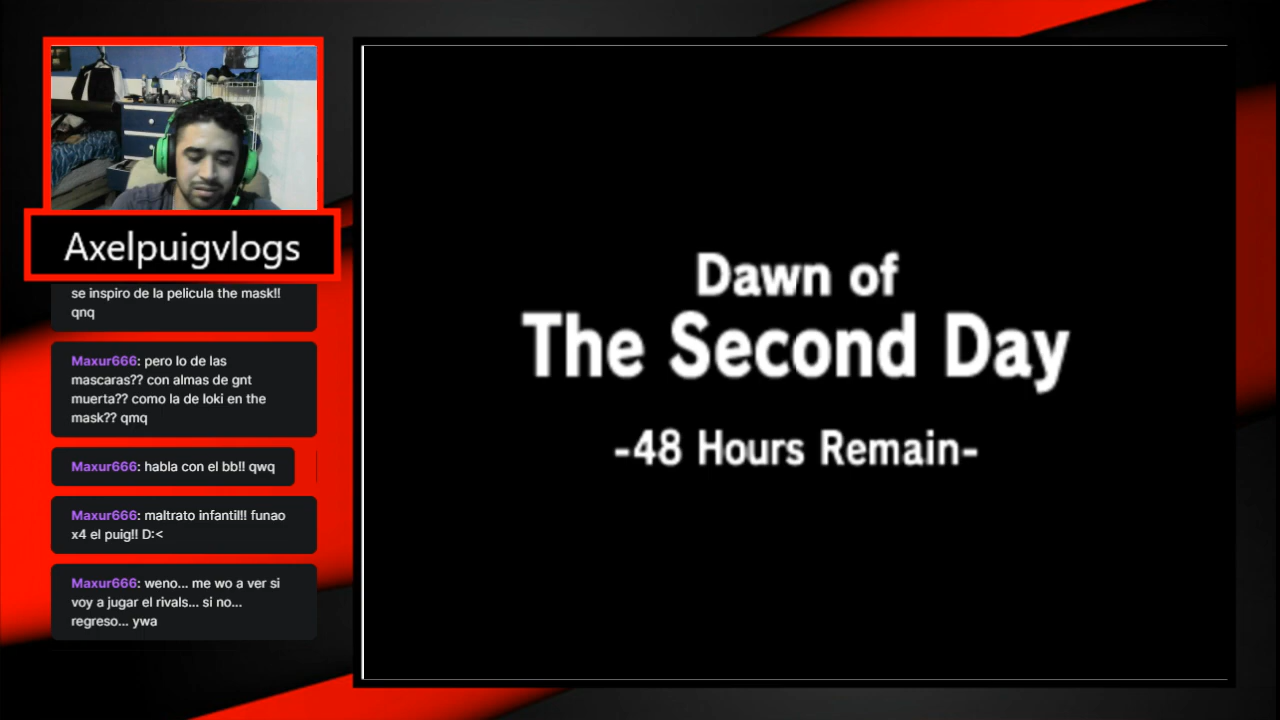 Axelpuigvlogs
se inspiro de la pelicula the mask!!
qnq
Maxur666: pero lo de las
mascaras?? con almas de gnt
muerta?? como la de loki en the
mask?? qmq
Maxur666: habla con el bb!! qwq
Maxur666: maltrato infantil!! funao
x4 el puig!! D:<
Maxur666: weno... me wo a ver si
voy a jugar el rivals... si no...
regreso... ywa
Dawn of
The Second Day
-48 Hours Remain-